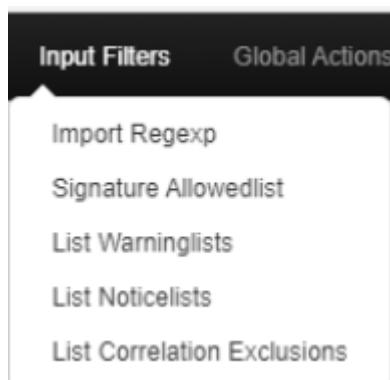 Input Filters Global Actions
Import Regexp
Signature Allowedlist
List Warninglists
List Noticelists
List Correlation Exclusions